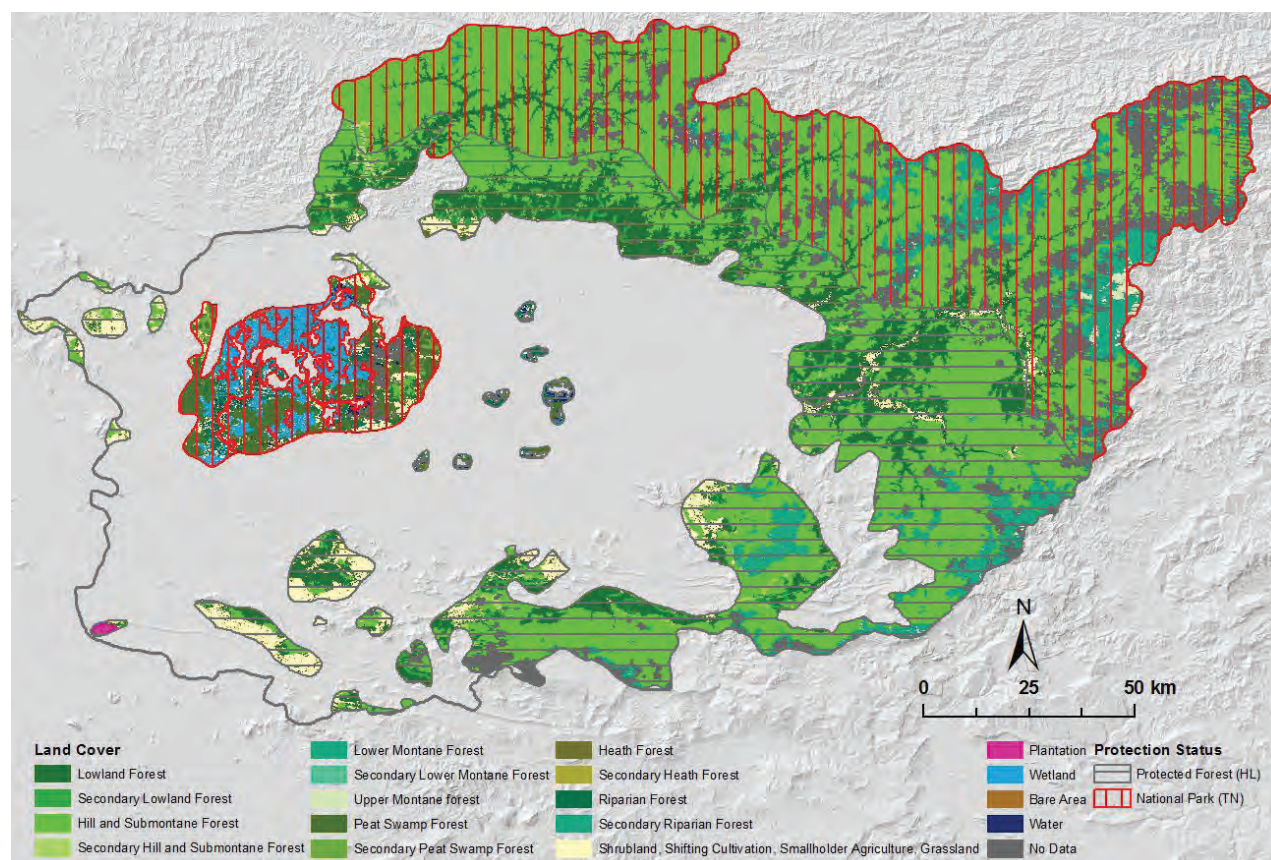 N
0 25 50 km
Land Cover
Lowland Forest
Secondary Lowland Forest
Hill and Submontane Forest
Secondary Hill and Submontane Forest
Lower Montane Forest
Secondary Lower Montane Forest
Upper Montane forest
Peat Swamp Forest
Secondary Peat Swamp Forest
Heath Forest
Secondary Heath Forest
Riparian Forest
Secondary Riparian Forest
Shrubland, Shifting Cultivation, Smallholder Agriculture, Grassland
Plantation
Wetland
Bare Area
Water
No Data
Protection Status
Protected Forest (HL)
National Park (TN)